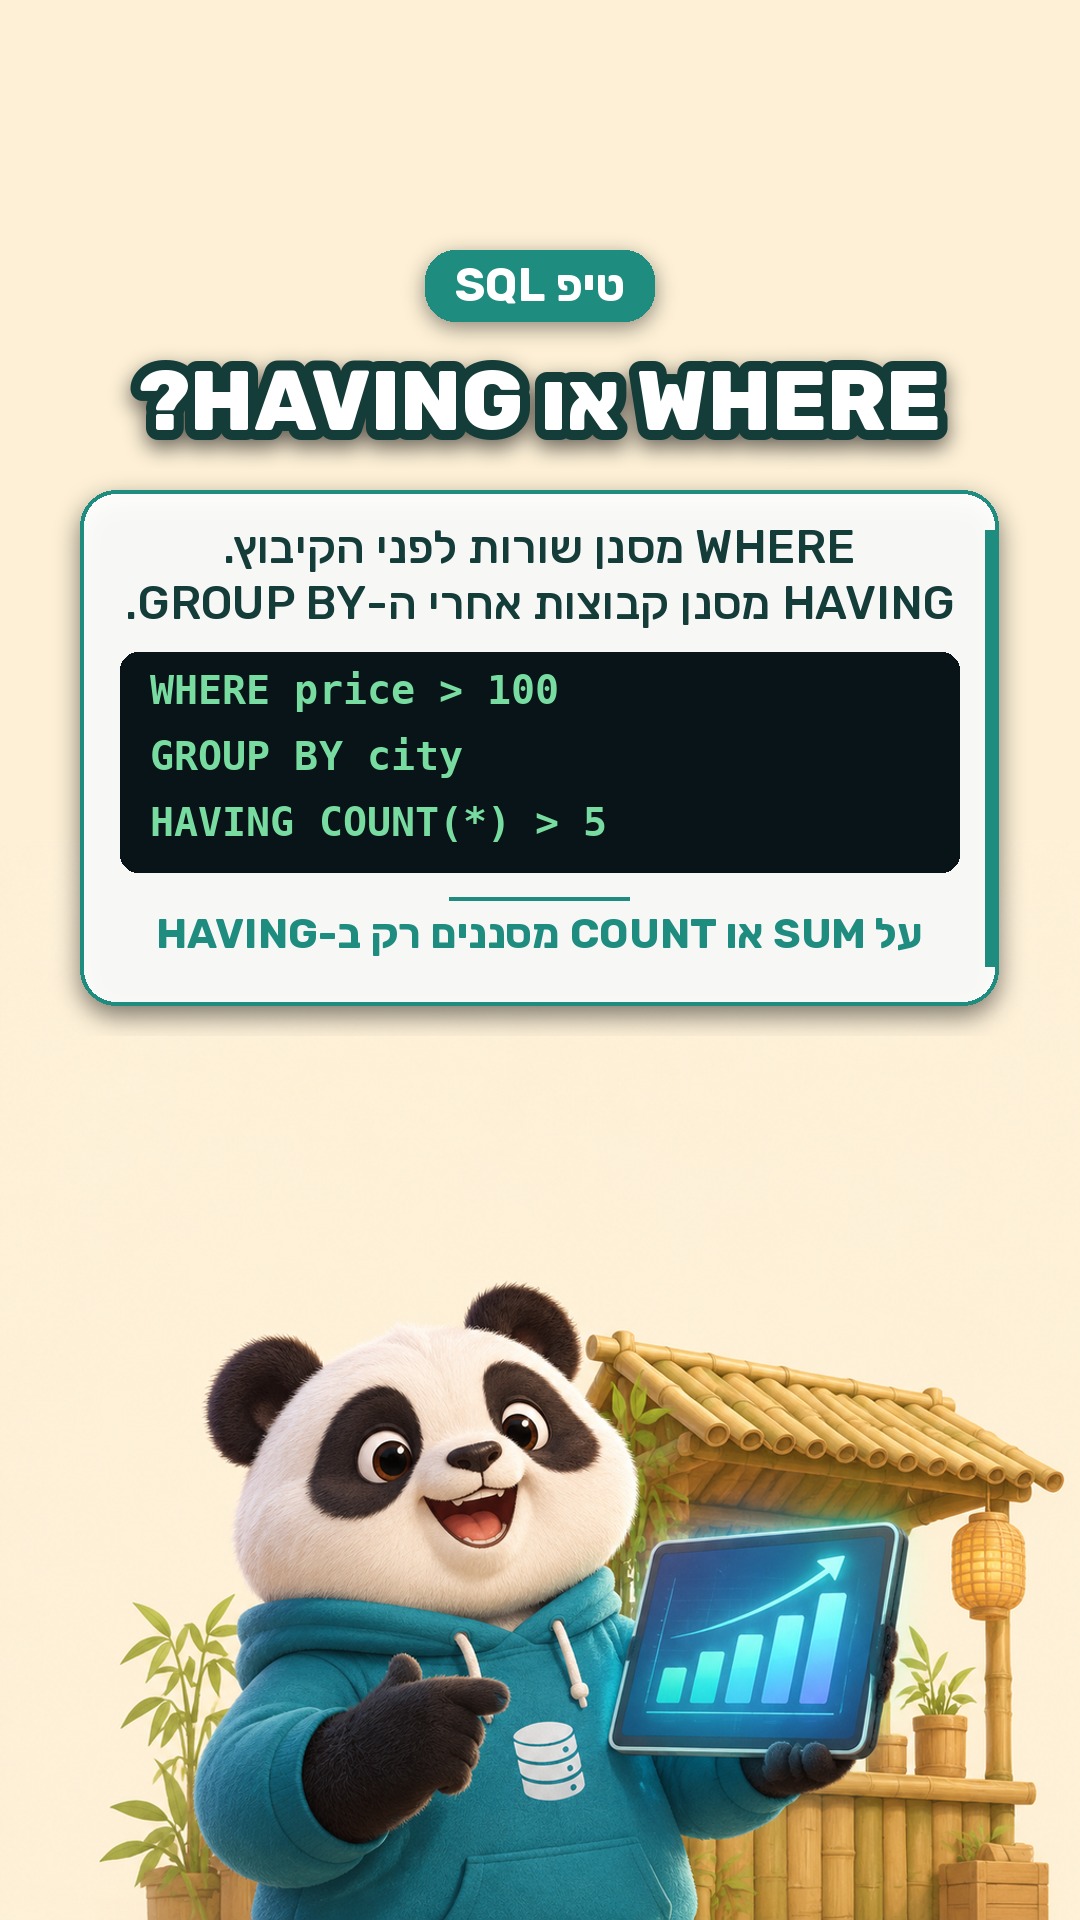 טיפ SQL
WHERE או HAVING?
WHERE מסנן שורות לפני הקיבוץ.
HAVING מסנן קבוצות אחרי ה-GROUP BY.
WHERE price > 100
GROUP BY city
HAVING COUNT(*) > 5
על SUM או COUNT מסננים רק ב-HAVING